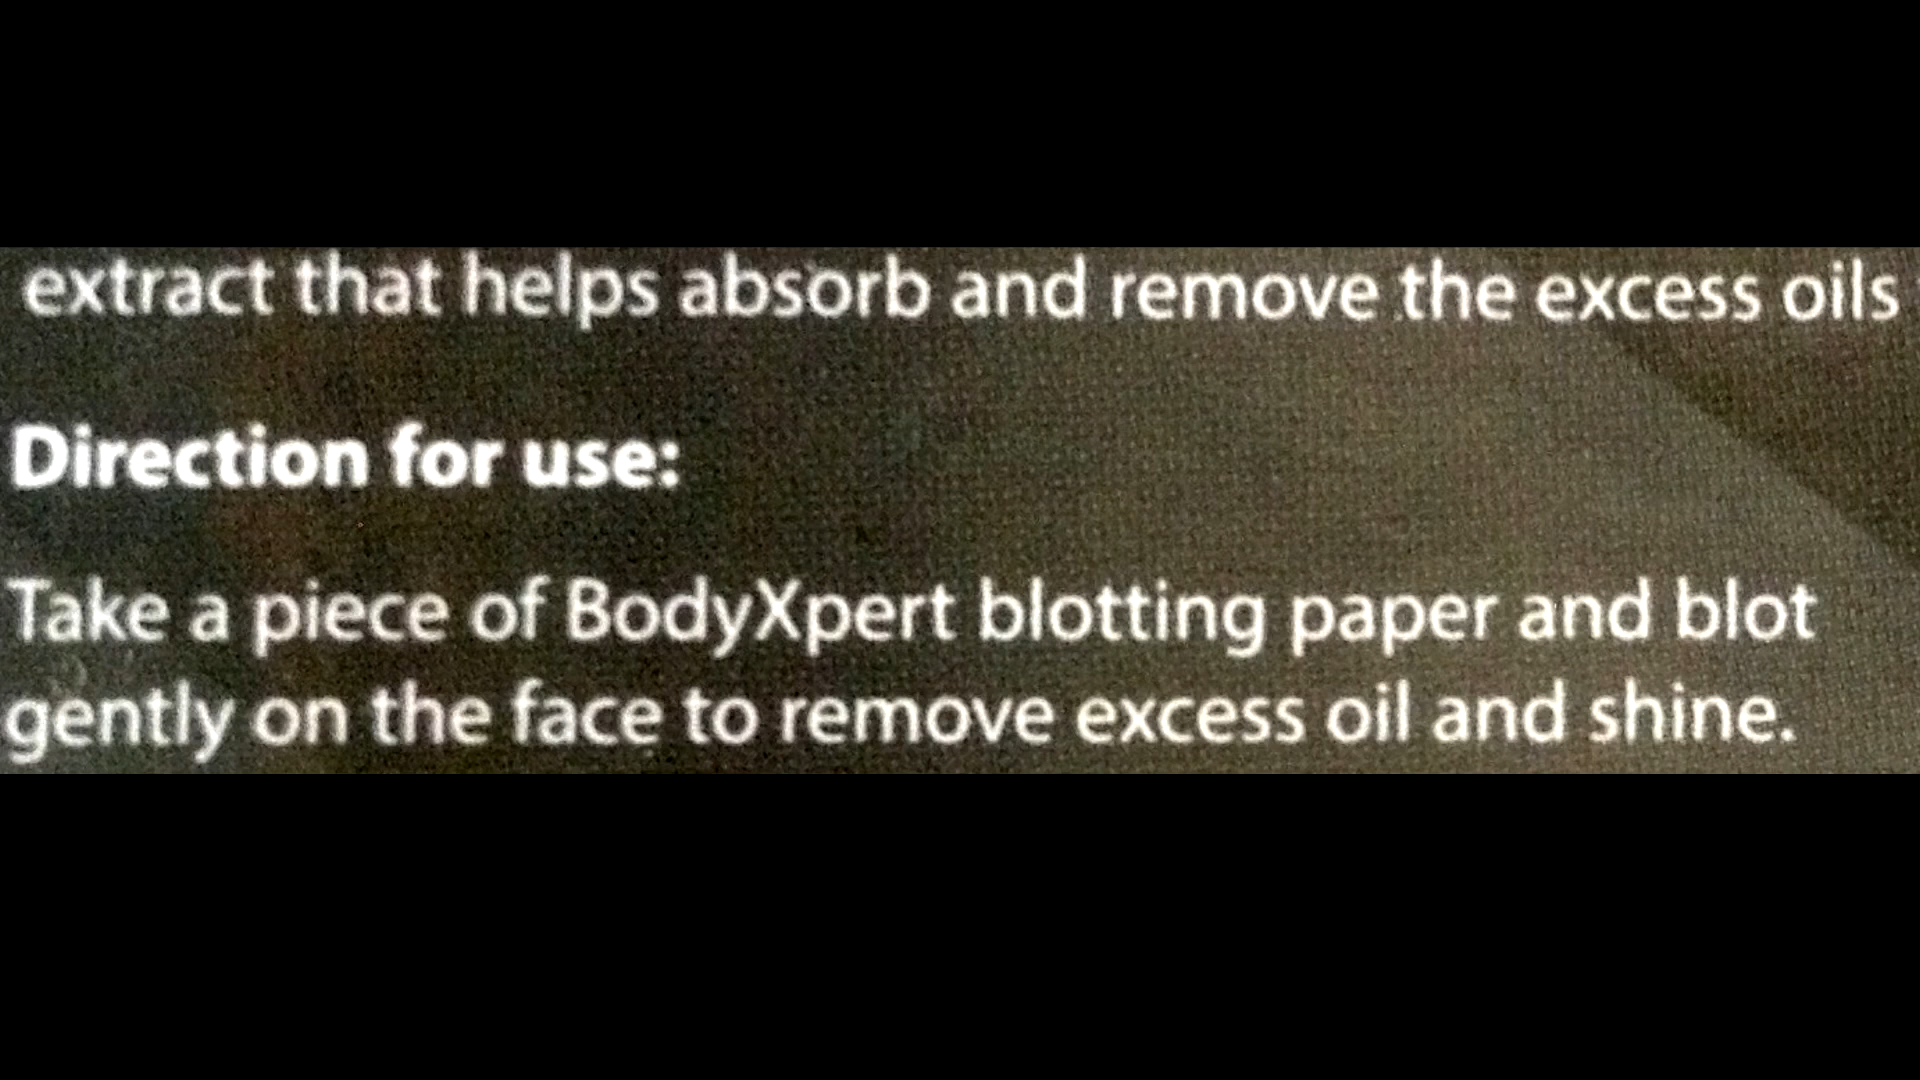 extract that helps absorb and remove the excess oils
Direction for use:
Take a piece of BodyXpert blotting paper and blot
gently on the face to remove excess oil and shine.